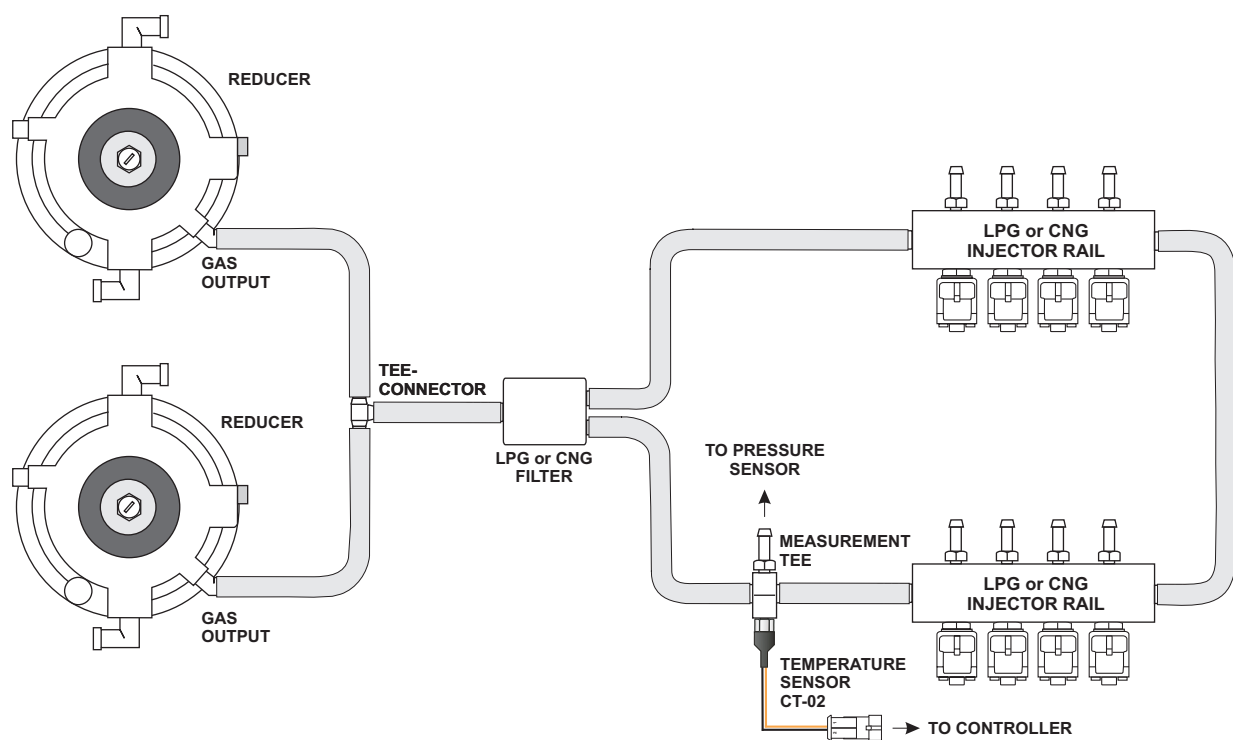 REDUCER
GAS
OUTPUT
TEE-
CONNECTOR
REDUCER
GAS
OUTPUT
LPG or CNG
FILTER
LPG or CNG
INJECTOR RAIL
TO PRESSURE
SENSOR
MEASUREMENT
TEE
LPG or CNG
INJECTOR RAIL
TEMPERATURE
SENSOR
CT-02
TO CONTROLLER